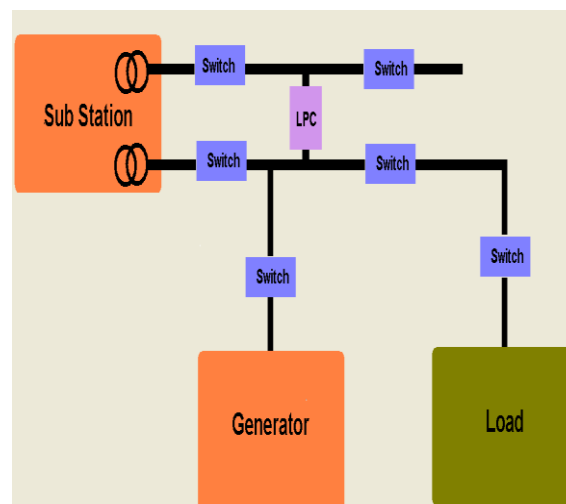 Switch
Switch
Sub Station
LPC
Switch
Switch
Switch
Switch
Generator
Load